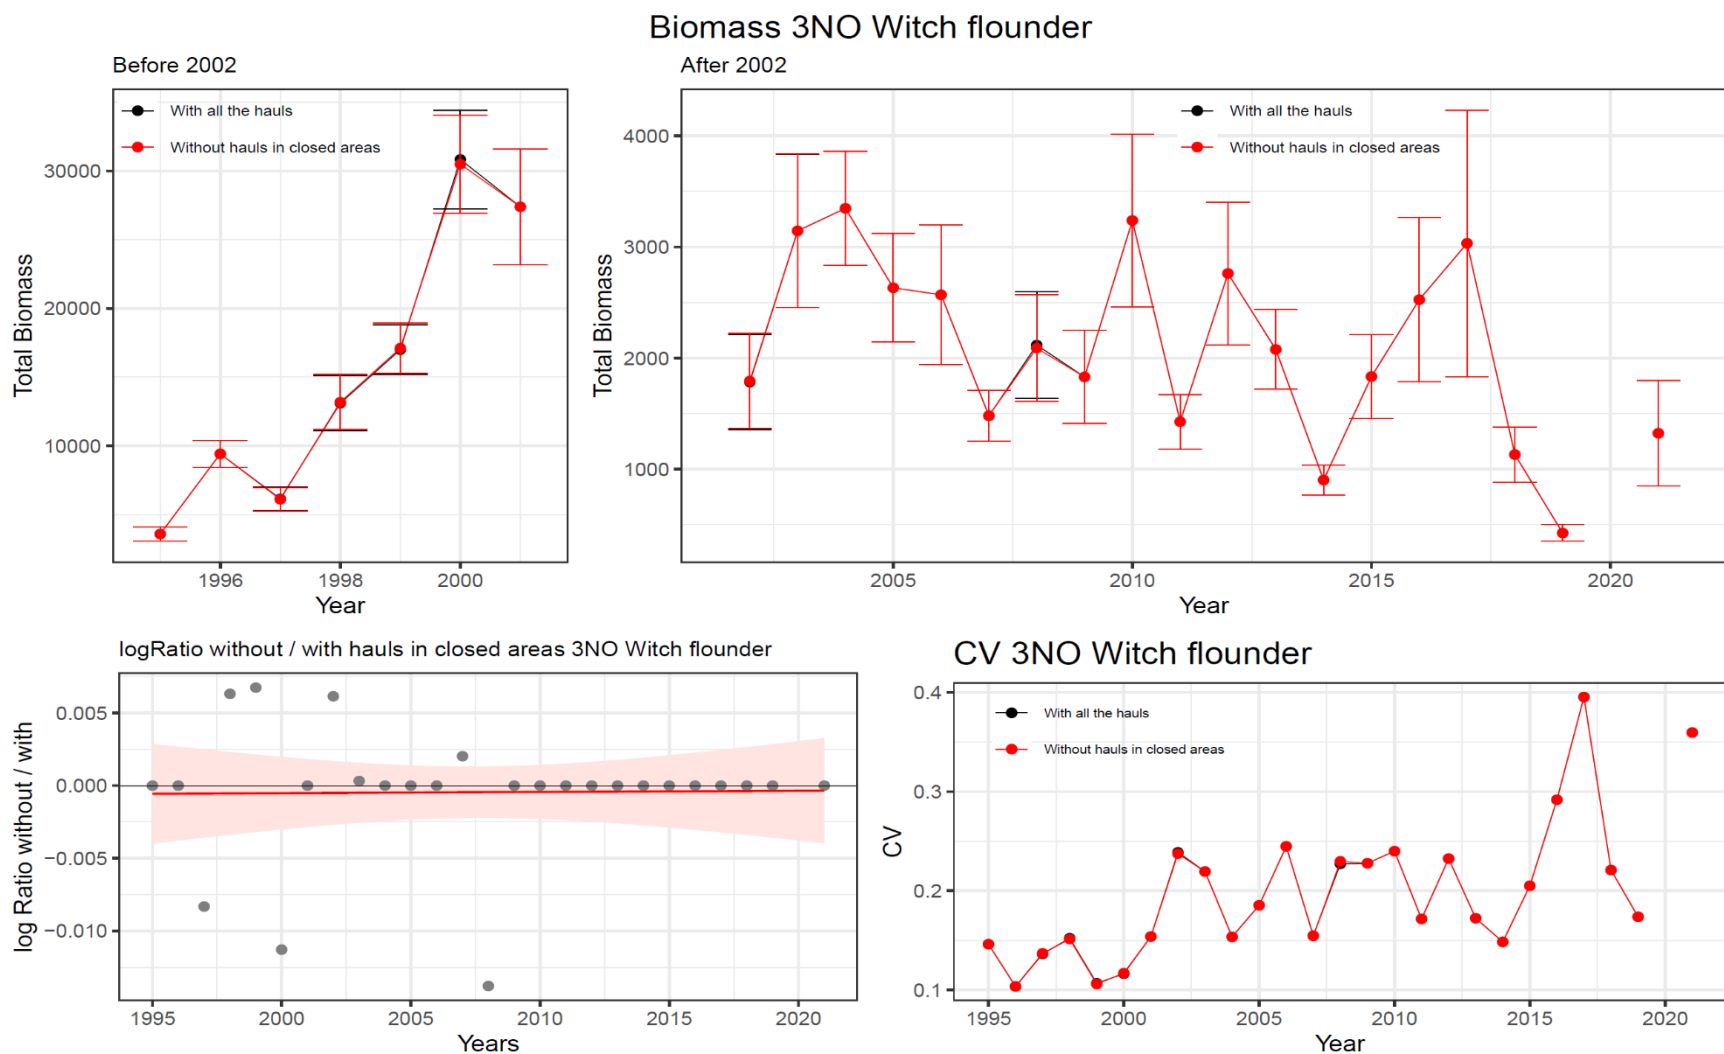 Biomass 3NO Witch flounder
Before 2002
With all the hauls
Without hauls in closed areas
30000
20000
10000
Total Biomass
1996
1998
2000
Year
After 2002
With all the hauls
Without hauls in closed areas
4000
3000
2000
1000
Total Biomass
2005
2010
2015
2020
Year
logRatio without / with hauls in closed areas 3NO Witch flounder
0.005
0.000
−0.005
−0.010
log Ratio without / with
1995
2000
2005
2010
2015
2020
Years
CV 3NO Witch flounder
With all the hauls
Without hauls in closed areas
0.4
0.3
0.2
0.1
CV
1995
2000
2005
2010
2015
2020
Year